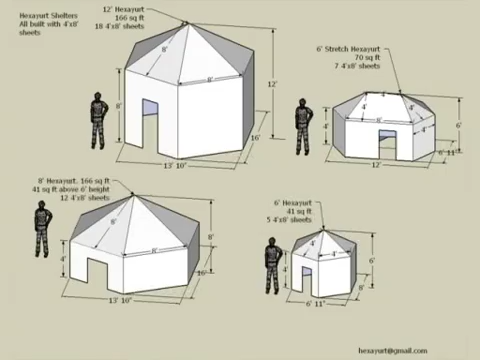 Hexayurt Shelters
All built with 4'x8'
sheets
12' Hexayurt
166 sq ft
18 4'x8' sheets
8'
8'
8'
12'
16'
13' 10"
6' Stretch Hexayurt
70 sq ft
7 4'x8' sheets
4'
4'
4'
8'
4'
4'
6'
6' 11"
12'
8' Hexayurt, 166 sq ft
41 sq ft above 6' height
12 4'x8' sheets
8'
8'
4'
8'
16'
13' 10"
6' Hexayurt
41 sq ft
5 4'x8' sheets
4'
4'
4'
6'
8'
6' 11"
hexayurt@gmail.com